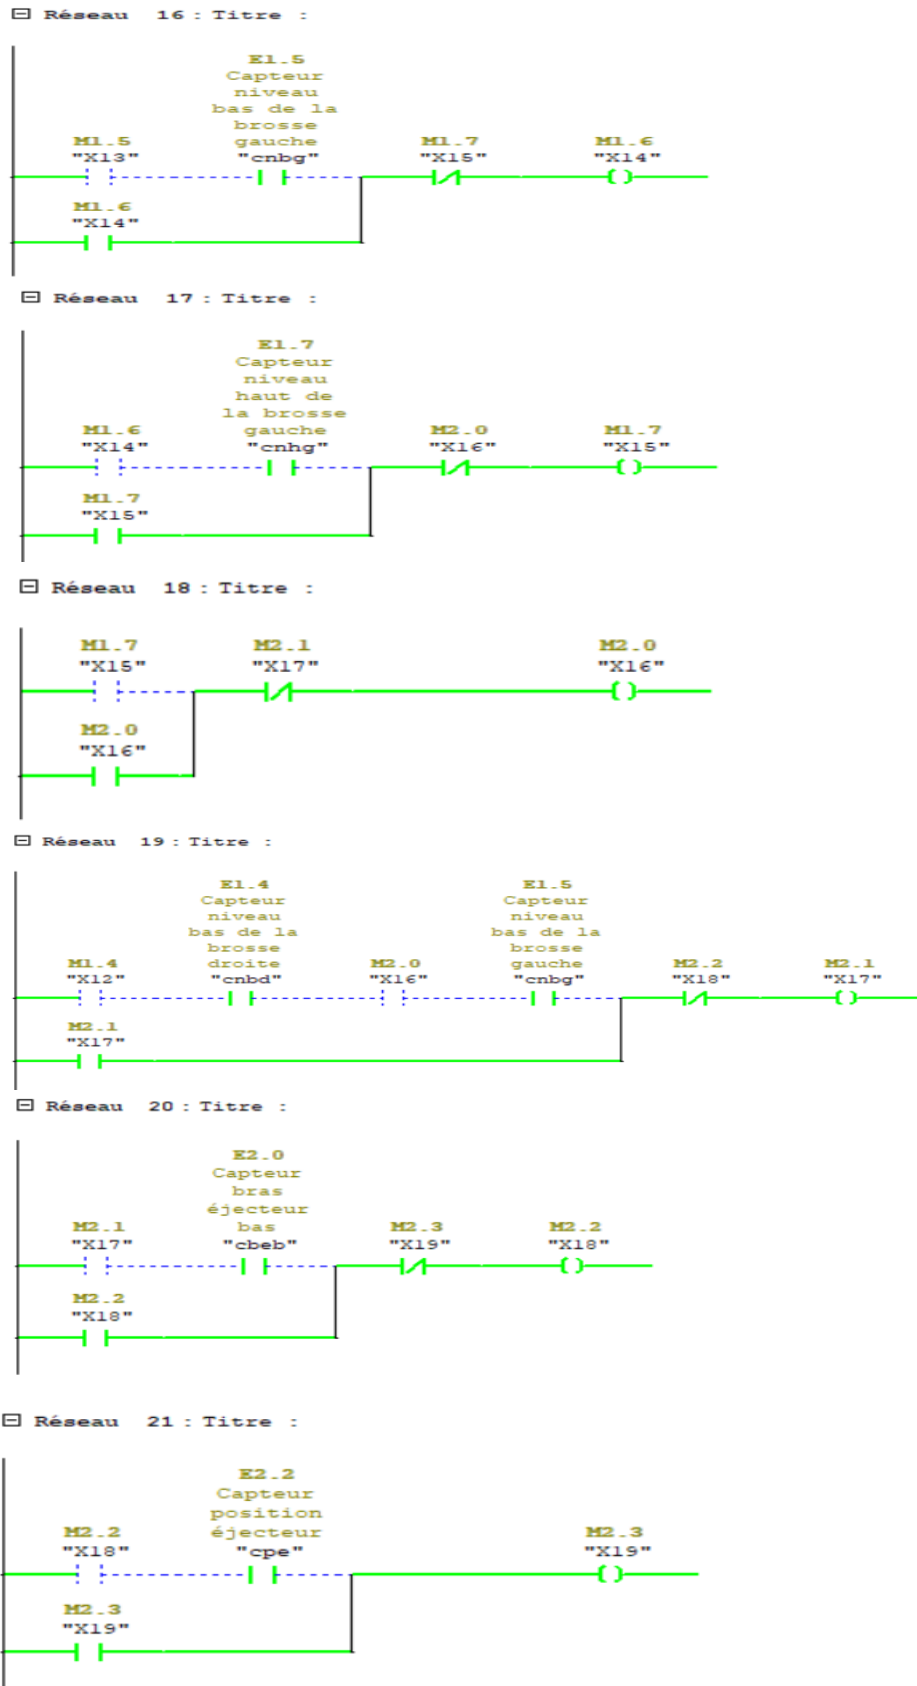 Réseau 16 : Titre :
E1.5
Capteur
niveau
bas de la
brosse
gauche
M1.5
"X13"
"cnbg"
M1.7
"X15"
M1.6
"X14"
M1.6
"X14"
Réseau 17 : Titre :
E1.7
Capteur
niveau
haut de
la brosse
gauche
M1.6
"X14"
"cnhg"
M2.0
"X16"
M1.7
"X15"
M1.7
"X15"
Réseau 18 : Titre :
M1.7
"X15"
M2.1
"X17"
M2.0
"X16"
M2.0
"X16"
Réseau 19 : Titre :
E1.4
Capteur
niveau
bas de la
brosse
droite
E1.5
Capteur
niveau
bas de la
brosse
gauche
M1.4
"X12"
"cnbd"
M2.0
"X16"
"cnbg"
M2.2
"X18"
M2.1
"X17"
M2.1
"X17"
Réseau 20 : Titre :
E2.0
Capteur
bras
éjecteur
bas
M2.1
"X17"
"cbeb"
M2.3
"X19"
M2.2
"X18"
M2.2
"X18"
Réseau 21 : Titre :
E2.2
Capteur
position
éjecteur
M2.2
"X18"
"cpe"
M2.3
"X19"
M2.3
"X19"